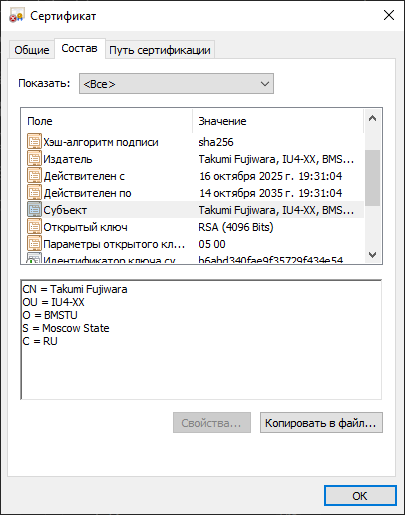 Сертификат
Общие Состав Путь сертификации
Показать: <Все>
Поле Значение
Хэш-алгоритм подписи sha256
Издатель Takumi Fujiwara, IU4-XX, BMS...
Действителен с 16 октября 2025 г. 19:31:04
Действителен по 14 октября 2035 г. 19:31:04
Субъект Takumi Fujiwara, IU4-XX, BMS...
Открытый ключ RSA (4096 Bits)
Параметры открытого кл... 05 00
Идентификатор ключа су... b6abd340fae9f35729f434e54...
CN = Takumi Fujiwara
OU = IU4-XX
O = BMSTU
S = Moscow State
C = RU
Свойства... Копировать в файл...
ОК